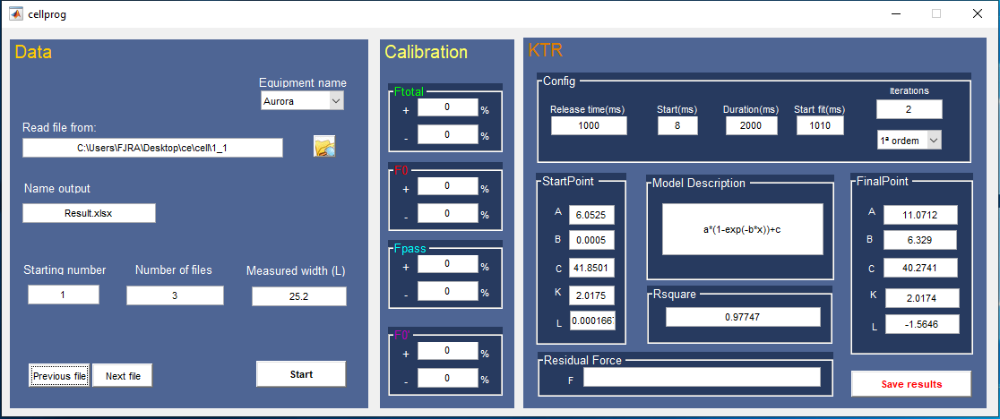 cellprog
Data
Equipment name
Aurora
Read file from:
C:\Users\FJRA\Desktop\ce\cell\1_1
Name output
Result.xlsx
Starting number Number of files Measured width (L)
1 3 25.2
Previous file Next file Start
Calibration
Ftotal
+ 0 %
- 0 %
F0
+ 0 %
- 0 %
Fpass
+ 0 %
- 0 %
F0'
+ 0 %
- 0 %
KTR
Config
Release time(ms) Start(ms) Duration(ms) Start fit(ms) Iterations
1000 8 2000 1010 2
1ª ordem
StartPoint
A 6.0525
B 0.0005
C 41.8501
K 2.0175
L 0.000166
Model Description
a*(1-exp(-b*x))+c
Rsquare
0.97747
FinalPoint
A 11.0712
B 6.329
C 40.2741
K 2.0174
L -1.5646
Residual Force
F
Save results